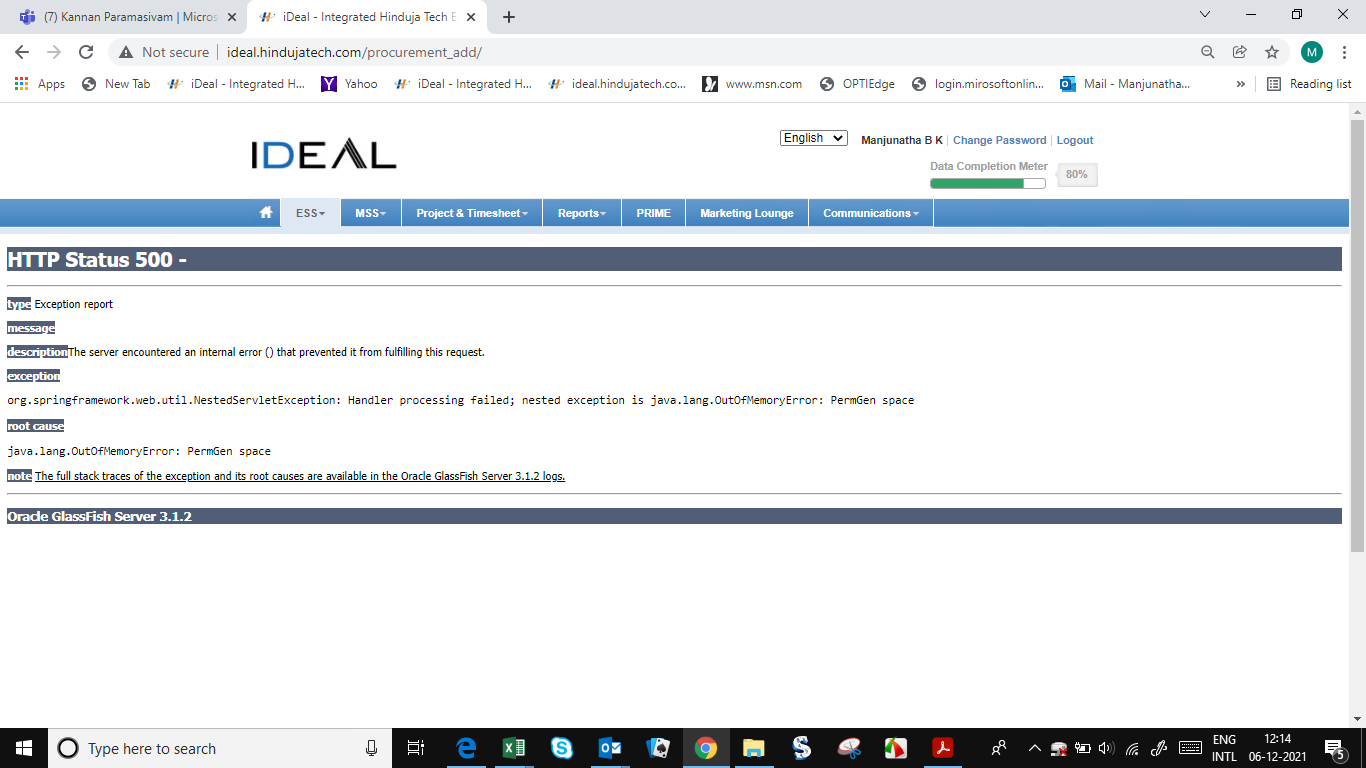 (7) Kannan Paramasivam | Micros
iDeal - Integrated Hinduja Tech E
Not secure
ideal.hindujatech.com/procurement_add/
M
Apps
New Tab
iDeal - Integrated H...
Yahoo
iDeal - Integrated H...
ideal.hindujatech.co...
www.msn.com
OPTIEdge
login.mirosoftonlin...
Mail - Manjunatha...
»
Reading list
IDEAL
English
Manjunatha B K | Change Password | Logout
Data Completion Meter
80%
ESS
MSS
Project & Timesheet
Reports
PRIME
Marketing Lounge
Communications
HTTP Status 500 -
type Exception report
message
descriptionThe server encountered an internal error () that prevented it from fulfilling this request.
exception
org.springframework.web.util.NestedServletException: Handler processing failed; nested exception is java.lang.OutOfMemoryError: PermGen space
root cause
java.lang.OutOfMemoryError: PermGen space
note The full stack traces of the exception and its root causes are available in the Oracle GlassFish Server 3.1.2 logs.
Oracle GlassFish Server 3.1.2
Type here to search
ENG
INTL
12:14
06-12-2021
5